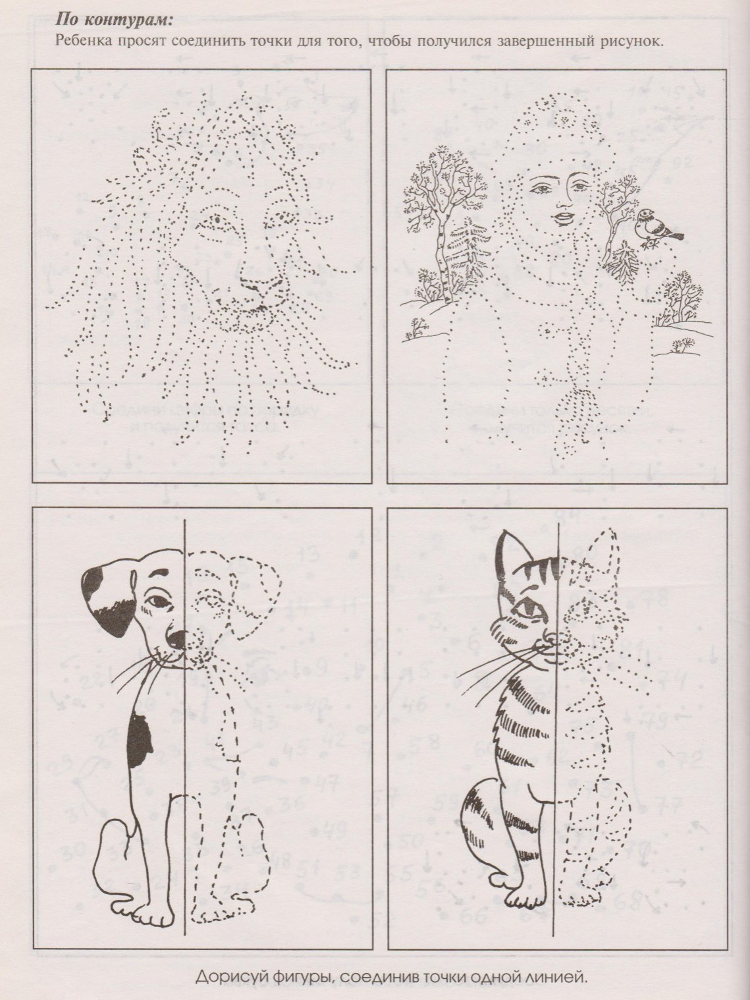 По контурам:
Ребенка просят соединить точки для того, чтобы получился завершенный рисунок.
Дорисуй фигуры, соединив точки одной линией.